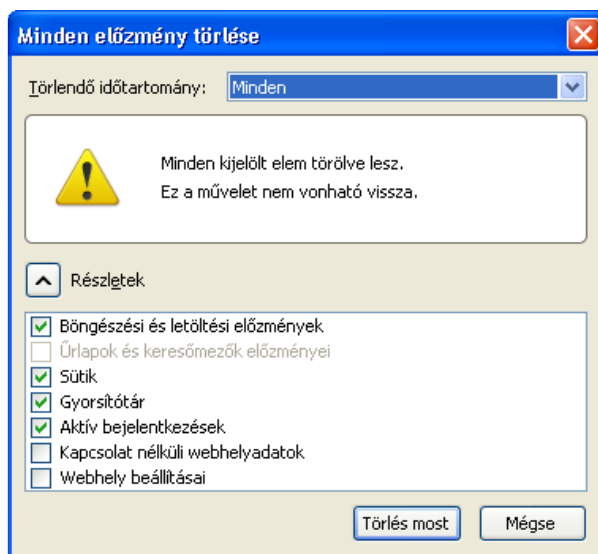 Minden előzmény törlése
Törlendő időtartomány: Minden
Minden kijelölt elem törölve lesz.
Ez a művelet nem vonható vissza.
Részletek
Böngészési és letöltési előzmények
Űrlapok és keresőmezők előzményei
Sütik
Gyorsítótár
Aktív bejelentkezések
Kapcsolat nélküli webhelyadatok
Webhely beállításai
Törlés most Mégse